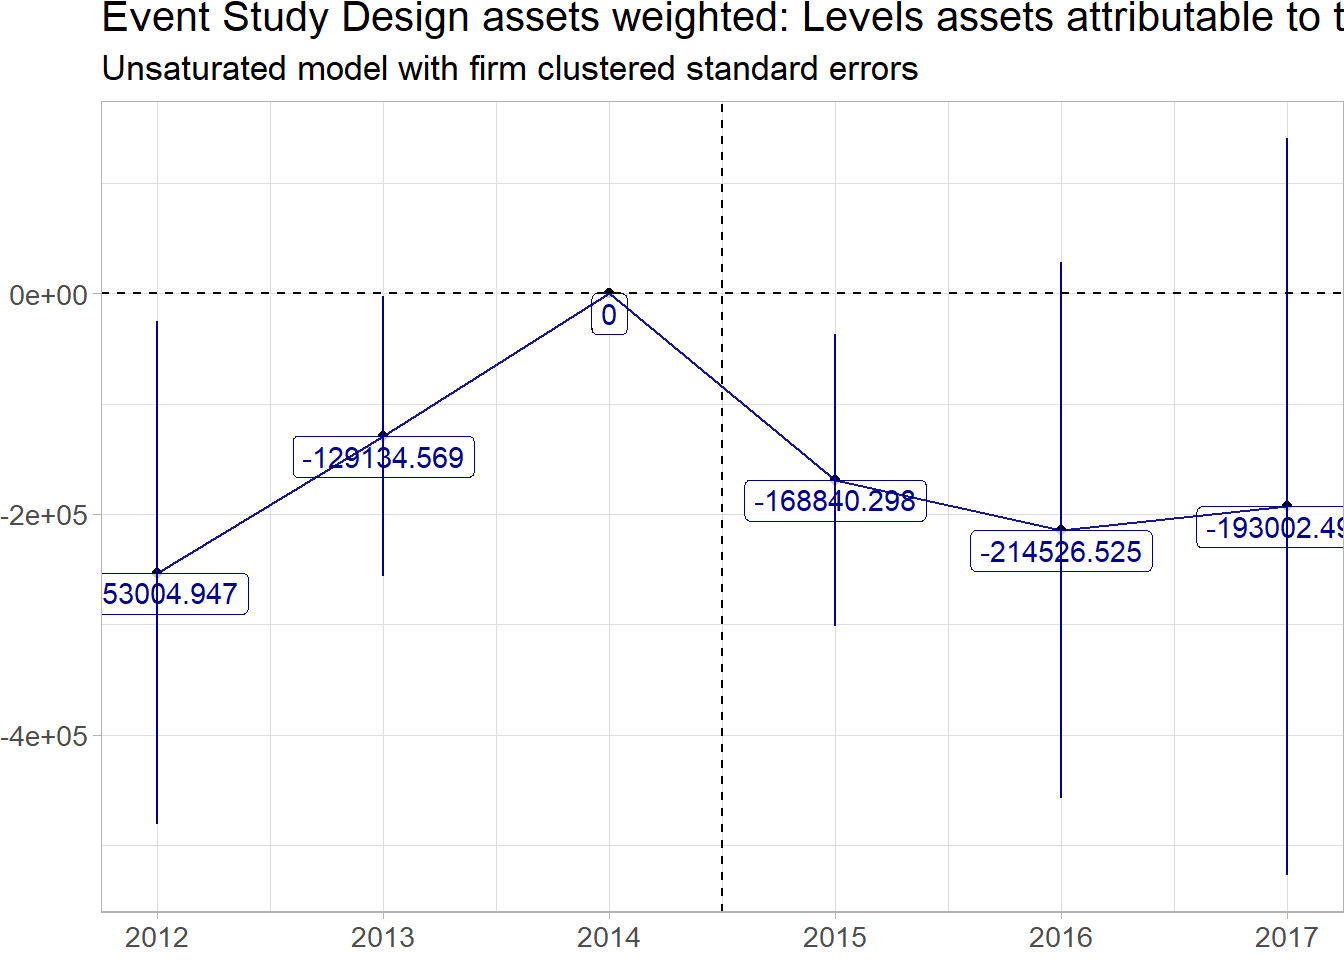 Event Study Design assets weighted: Levels assets attributable to t
Unsaturated model with firm clustered standard errors
0e+00
0
-129134.569
-168840.298
-2e+05
-193002.49
-214526.525
53004.947
-4e+05
2012 2013 2014 2015 2016 2017